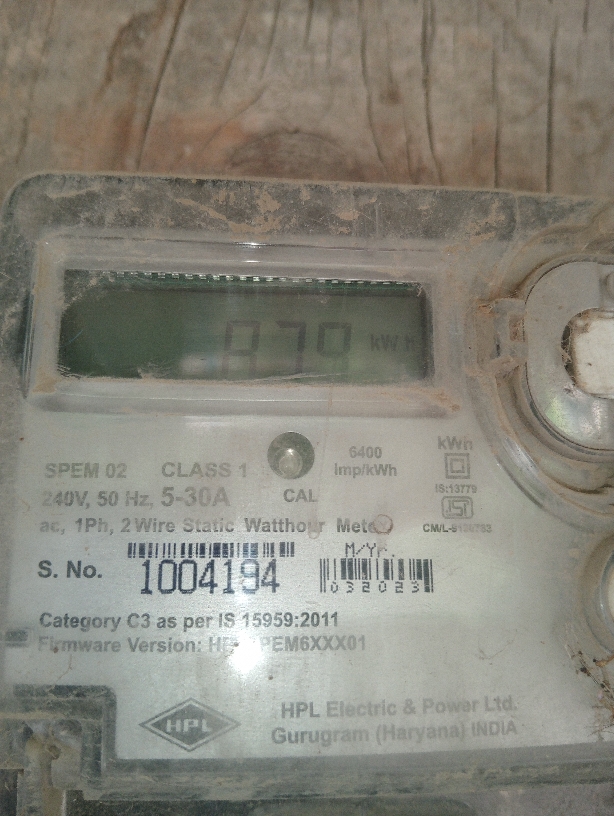 879 kWH
6400
Imp/kWh
kWh
SPEM 02 CLASS 1
240V, 50 Hz, 5-30A
CAL
IS:13779
ISI
ac, 1Ph, 2 Wire Static Watthour Meter
M/Yr.
S. No. 1004194
032023
Category C3 as per IS 15959:2011
Firmware Version:
HPL
HPL Electric & Power Ltd.
Gurugram (Haryana) INDIA